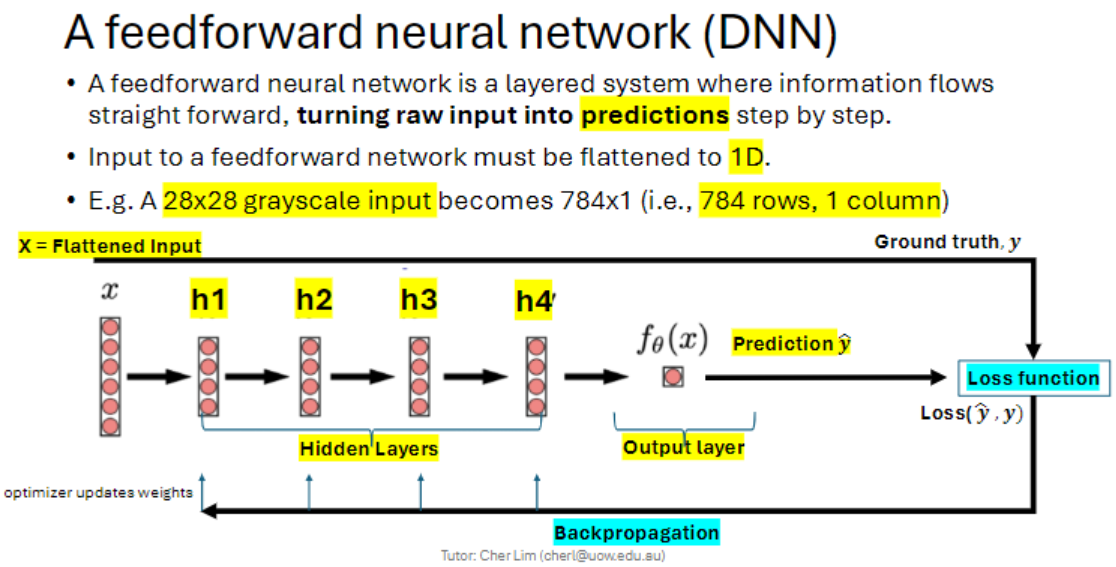 A feedforward neural network (DNN)
• A feedforward neural network is a layered system where information flows
straight forward, turning raw input into predictions step by step.
• Input to a feedforward network must be flattened to 1D.
• E.g. A 28x28 grayscale input becomes 784x1 (i.e., 784 rows, 1 column)
X = Flattened Input
Ground truth, y
x
h1
h2
h3
h4
fθ(x)
Prediction ŷ
Loss function
Loss(ŷ, y)
Hidden Layers
Output layer
optimizer updates weights
Backpropagation
Tutor: Cher Lim (cherl@uow.edu.au)